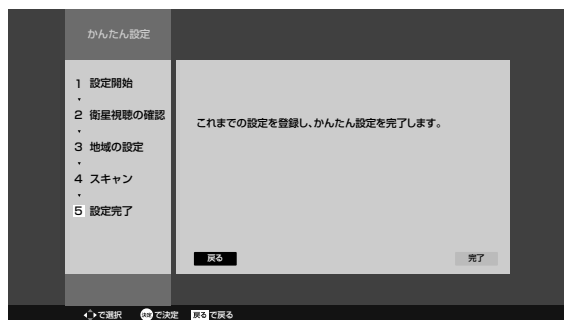 かんたん設定
1 設定開始
2 衛星視聴の確認
3 地域の設定
4 スキャン
5 設定完了
これまでの設定を登録し、かんたん設定を完了します。
戻る 完了
で選択 決定 で決定 戻る で戻る